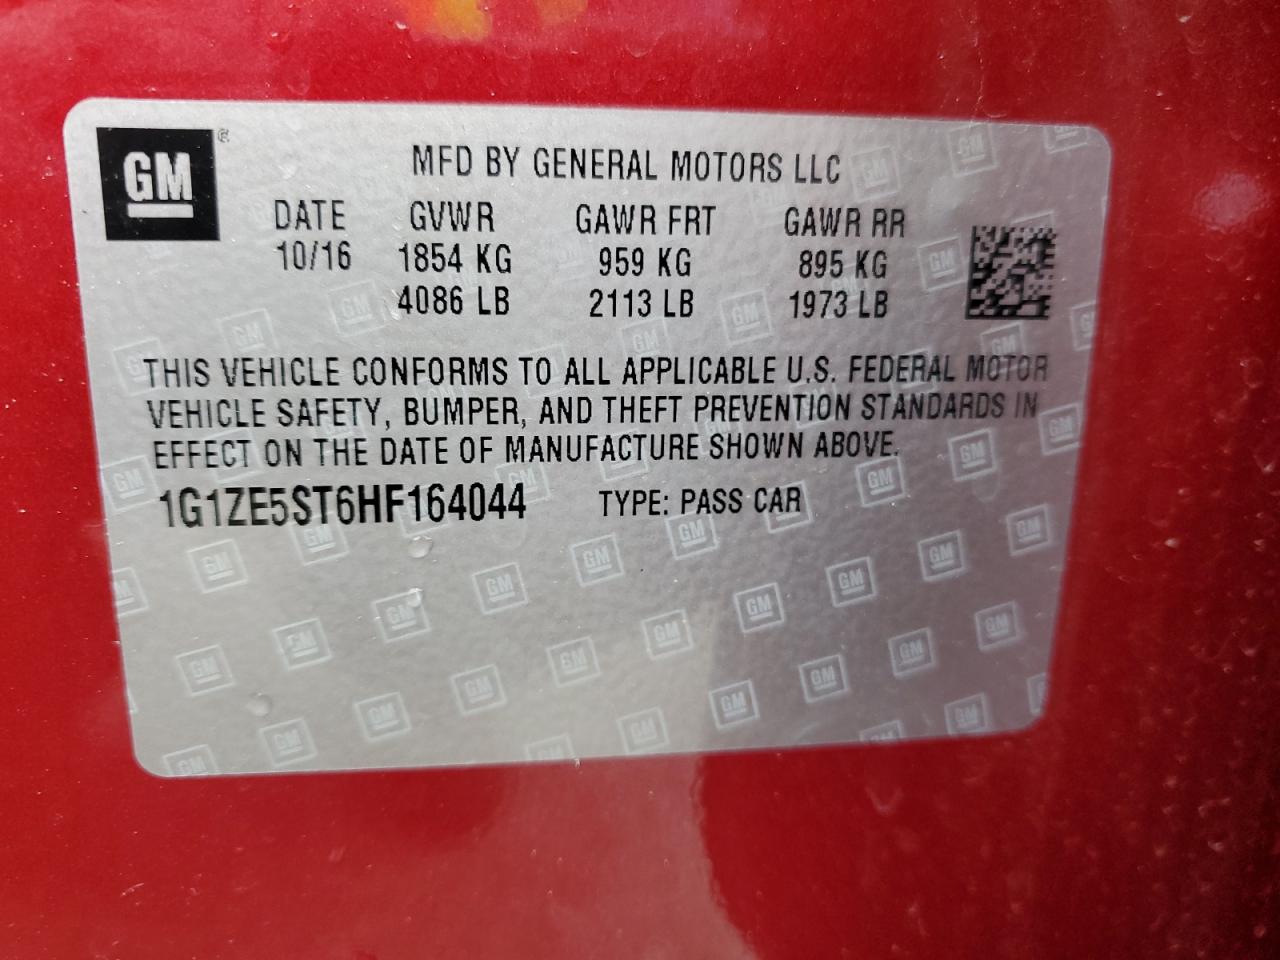 GM®
MFD BY GENERAL MOTORS LLC
DATE GVWR GAWR FRT GAWR RR
10/16 1854 KG 959 KG 895 KG
4086 LB 2113 LB 1973 LB
THIS VEHICLE CONFORMS TO ALL APPLICABLE U.S. FEDERAL MOTOR
VEHICLE SAFETY, BUMPER, AND THEFT PREVENTION STANDARDS IN
EFFECT ON THE DATE OF MANUFACTURE SHOWN ABOVE.
1G1ZE5ST6HF164044 TYPE: PASS CAR